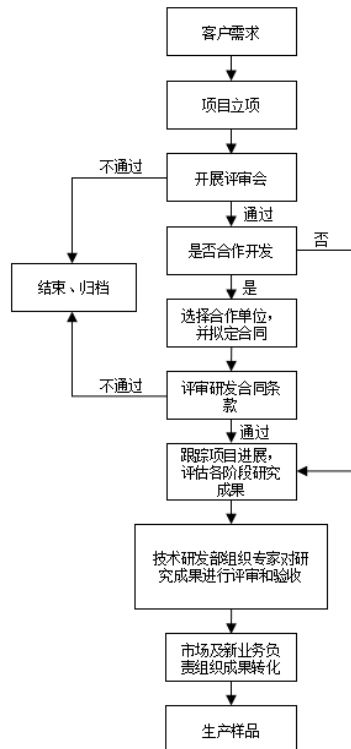 客户需求
项目立项
不通过
开展评审会
通过
是否合作开发
否
结束、归档
是
选择合作单位，
并拟定合同
不通过
评审研发合同条
款
通过
跟踪项目进展，
评估各阶段研究
成果
技术研发部组织专家对研
究成果进行评审和验收
市场及新业务负
责组织成果转化
生产样品